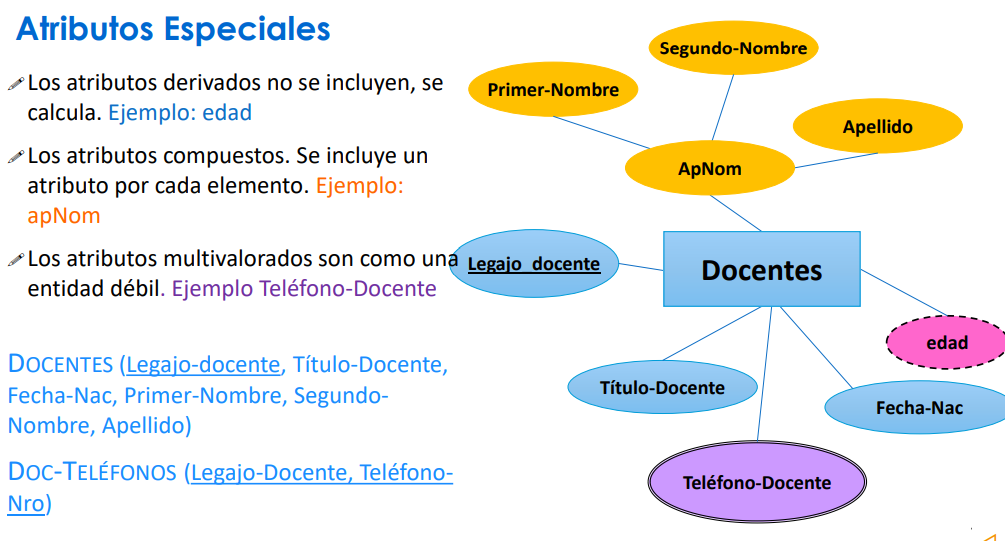 Atributos Especiales
Los atributos derivados no se incluyen, se
calcula. Ejemplo: edad
Los atributos compuestos. Se incluye un
atributo por cada elemento. Ejemplo:
apNom
Los atributos multivalorados son como una
entidad débil. Ejemplo Teléfono-Docente
DOCENTES (Legajo-docente, Título-Docente,
Fecha-Nac, Primer-Nombre, Segundo-
Nombre, Apellido)
DOC-TELÉFONOS (Legajo-Docente, Teléfono-
Nro)
Segundo-Nombre
Primer-Nombre
Apellido
ApNom
Legajo_docente
Docentes
edad
Título-Docente
Fecha-Nac
Teléfono-Docente